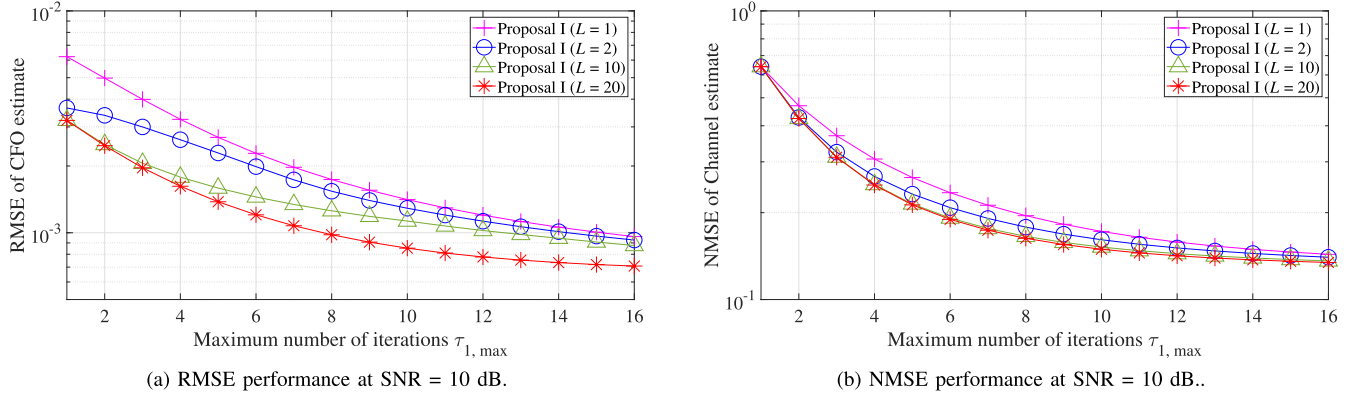 10^-2
10^-3
RMSE of CFO estimate
Proposal I (L = 1)
Proposal I (L = 2)
Proposal I (L = 10)
Proposal I (L = 20)
2 4 6 8 10 12 14 16
Maximum number of iterations τ1, max
(a) RMSE performance at SNR = 10 dB.
10^0
10^-1
NMSE of Channel estimate
Proposal I (L = 1)
Proposal I (L = 2)
Proposal I (L = 10)
Proposal I (L = 20)
2 4 6 8 10 12 14 16
Maximum number of iterations τ1, max
(b) NMSE performance at SNR = 10 dB..